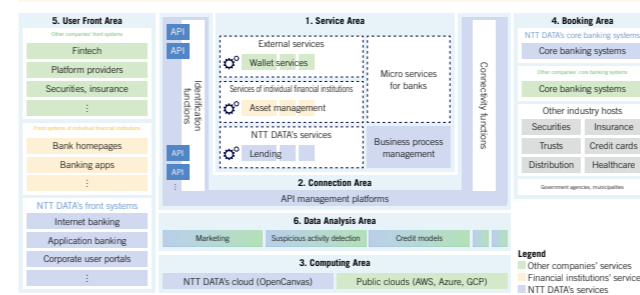 5. User Front Area
Other companies' front systems
Fintech
Platform providers
Securities, insurance
⋮
Front systems of individual financial institutions
Bank homepages
Banking apps
⋮
NTT DATA's front systems
Internet banking
Application banking
Corporate user portals
⋮
API
API
API
API
⋮
Identification
functions
1. Service Area
External services
Wallet services
Services of individual financial institutions
Asset management
NTT DATA's services
Lending
Micro services
for banks
Business process
management
Connectivity functions
2. Connection Area
API management platforms
6. Data Analysis Area
Marketing
Suspicious activity detection
Credit models
3. Computing Area
NTT DATA's cloud (OpenCanvas)
Public clouds (AWS, Azure, GCP)
4. Booking Area
NTT DATA's core banking systems
Core banking systems
Other companies' core banking systems
Core banking systems
Other industry hosts
Securities
Insurance
Trusts
Credit cards
Distribution
Healthcare
Government agencies, municipalities
Legend
Other companies' services
Financial institutions' service
NTT DATA's services